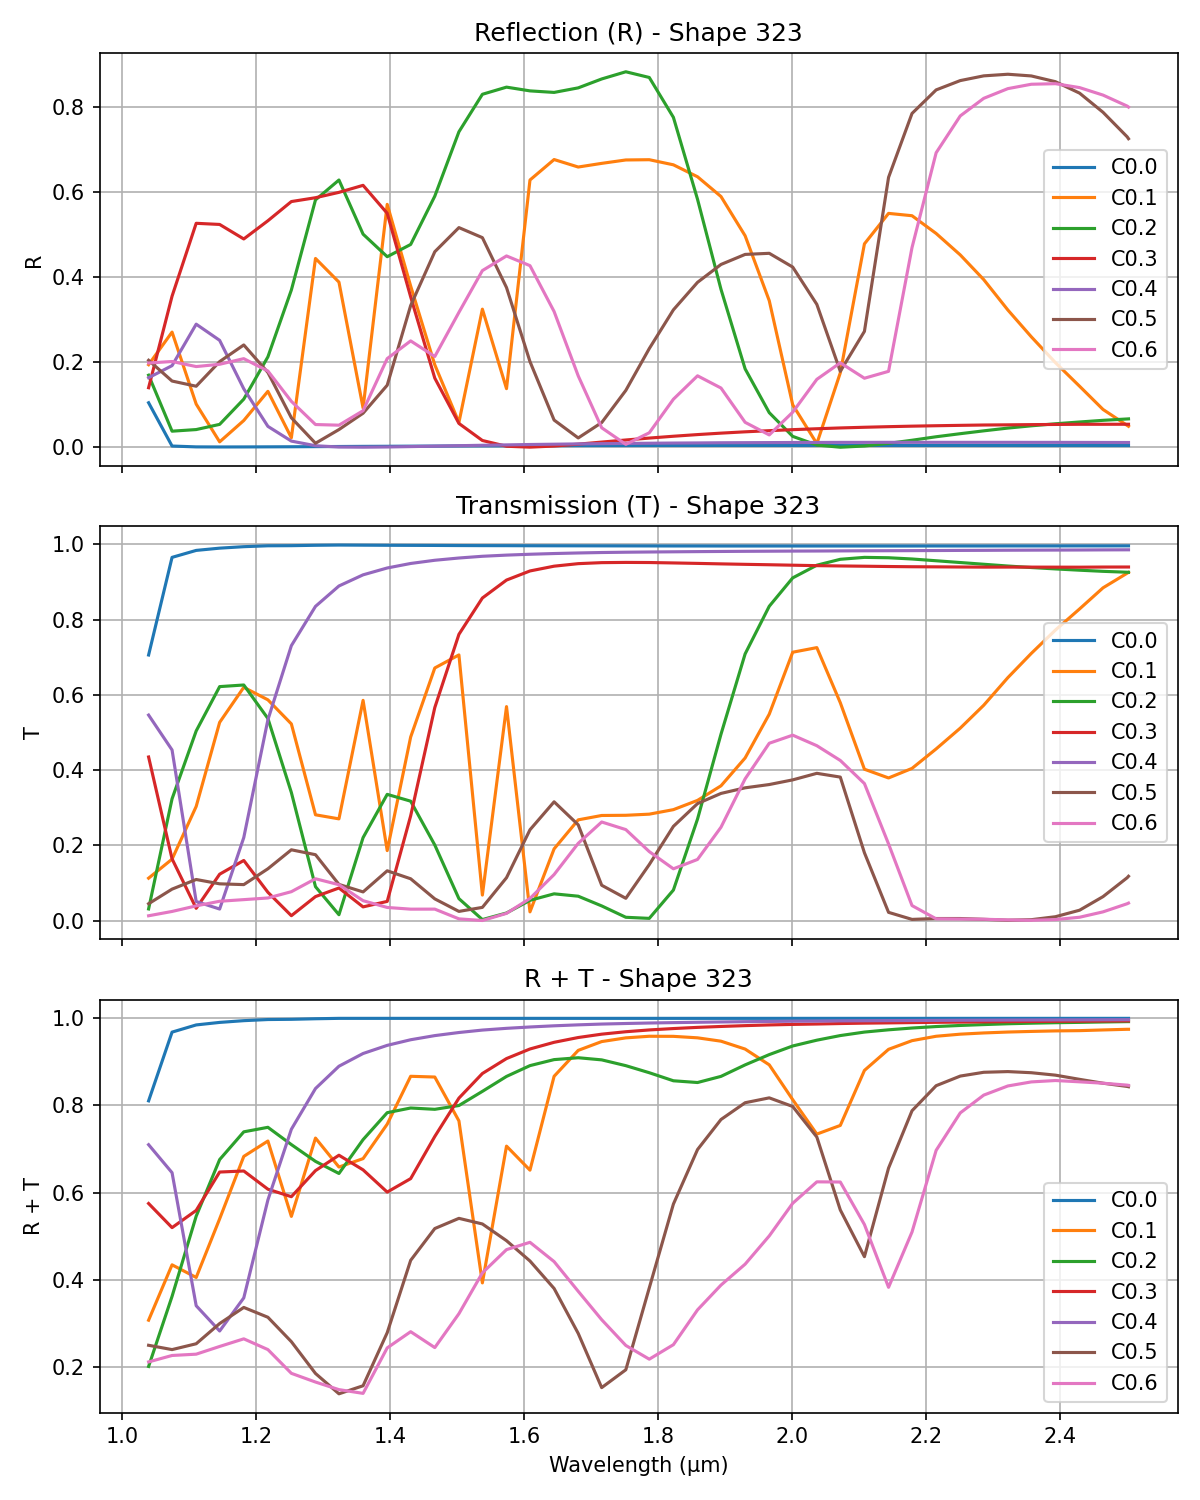 Reflection (R) - Shape 323
0.8
0.6
0.4
0.2
0.0
R
C0.0
C0.1
C0.2
C0.3
C0.4
C0.5
C0.6
Transmission (T) - Shape 323
1.0
0.8
0.6
0.4
0.2
0.0
T
C0.0
C0.1
C0.2
C0.3
C0.4
C0.5
C0.6
R + T - Shape 323
1.0
0.8
0.6
0.4
0.2
R + T
C0.0
C0.1
C0.2
C0.3
C0.4
C0.5
C0.6
1.0 1.2 1.4 1.6 1.8 2.0 2.2 2.4
Wavelength (μm)